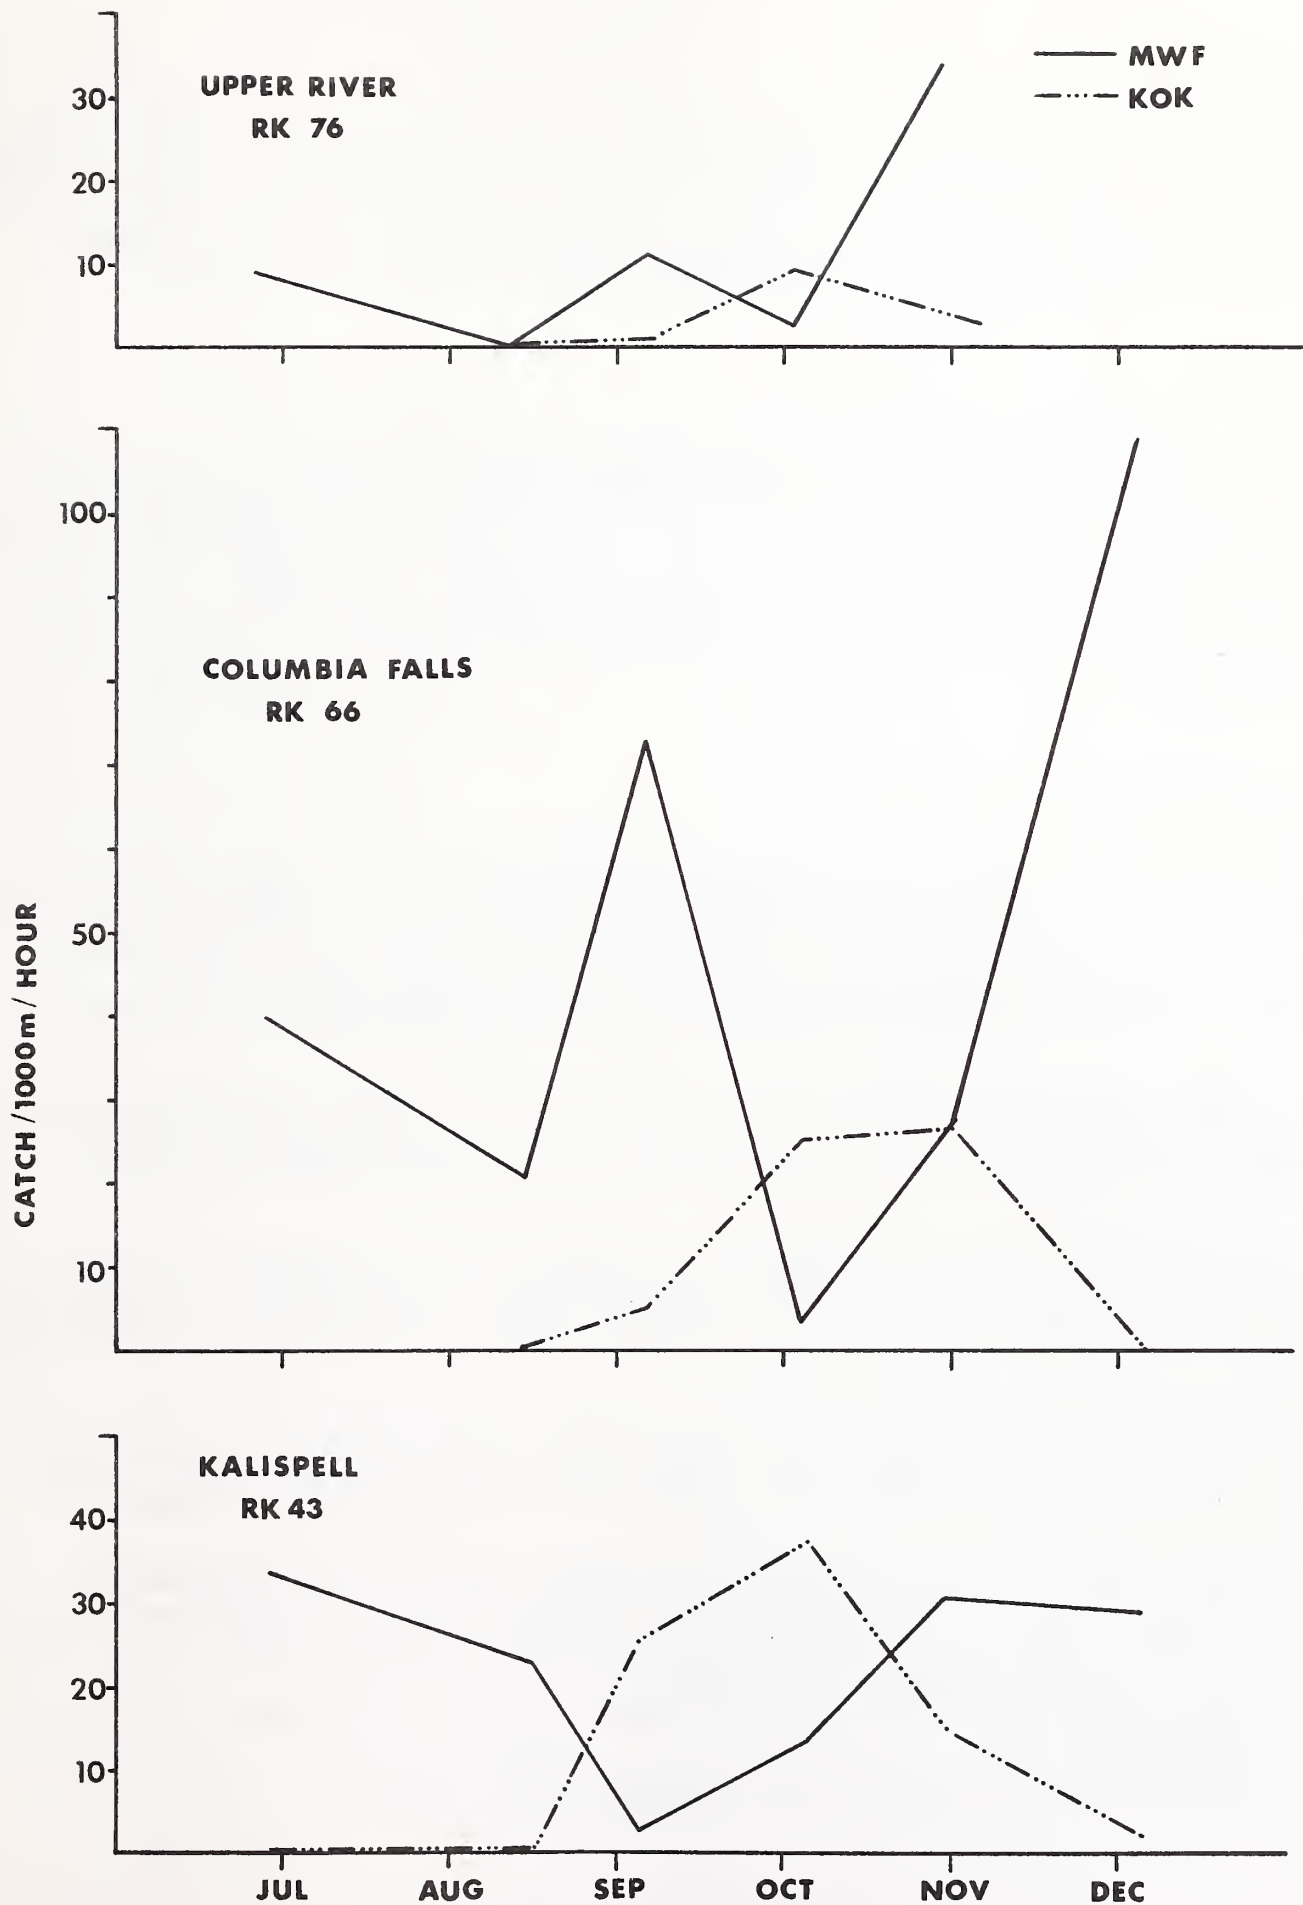 MWF
KOK
UPPER RIVER
RK 76
30
20
10
100
COLUMBIA FALLS
RK 66
50
10
CATCH/1000m/HOUR
KALISPELL
RK 43
40
30
20
10
JUL AUG SEP OCT NOV DEC